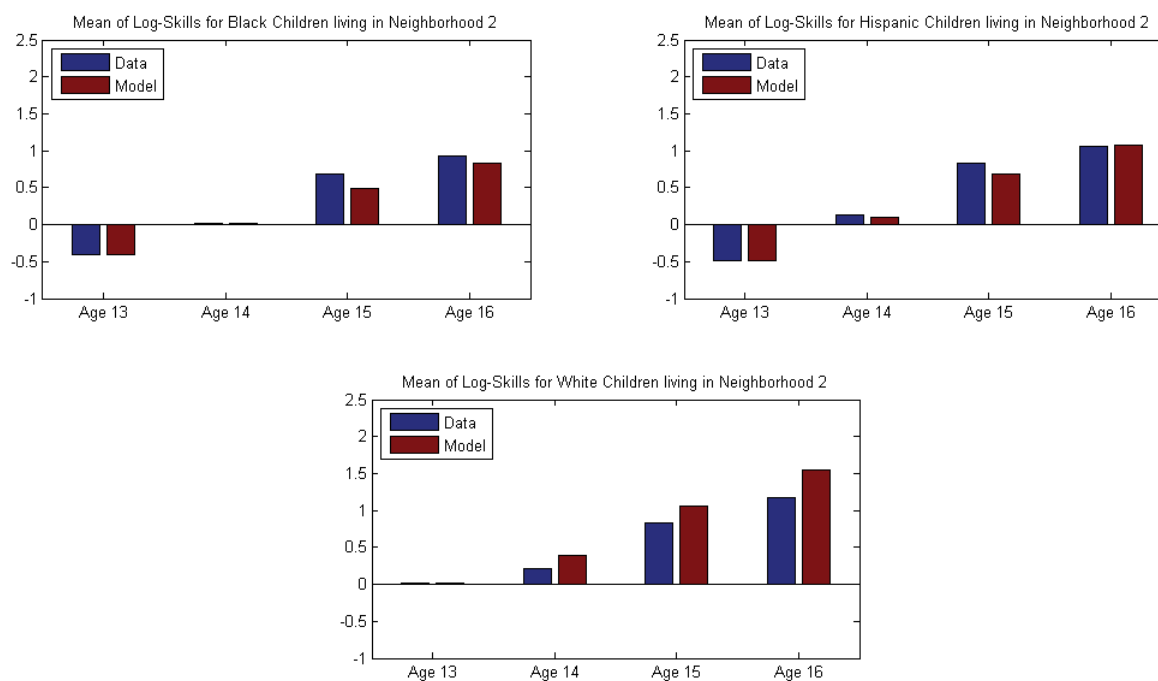 Mean of Log-Skills for Black Children living in Neighborhood 2
2.5
2
1.5
1
0.5
0
-0.5
-1
Data
Model
Age 13 Age 14 Age 15 Age 16
Mean of Log-Skills for Hispanic Children living in Neighborhood 2
2.5
2
1.5
1
0.5
0
-0.5
-1
Data
Model
Age 13 Age 14 Age 15 Age 16
Mean of Log-Skills for White Children living in Neighborhood 2
2.5
2
1.5
1
0.5
0
-0.5
-1
Data
Model
Age 13 Age 14 Age 15 Age 16